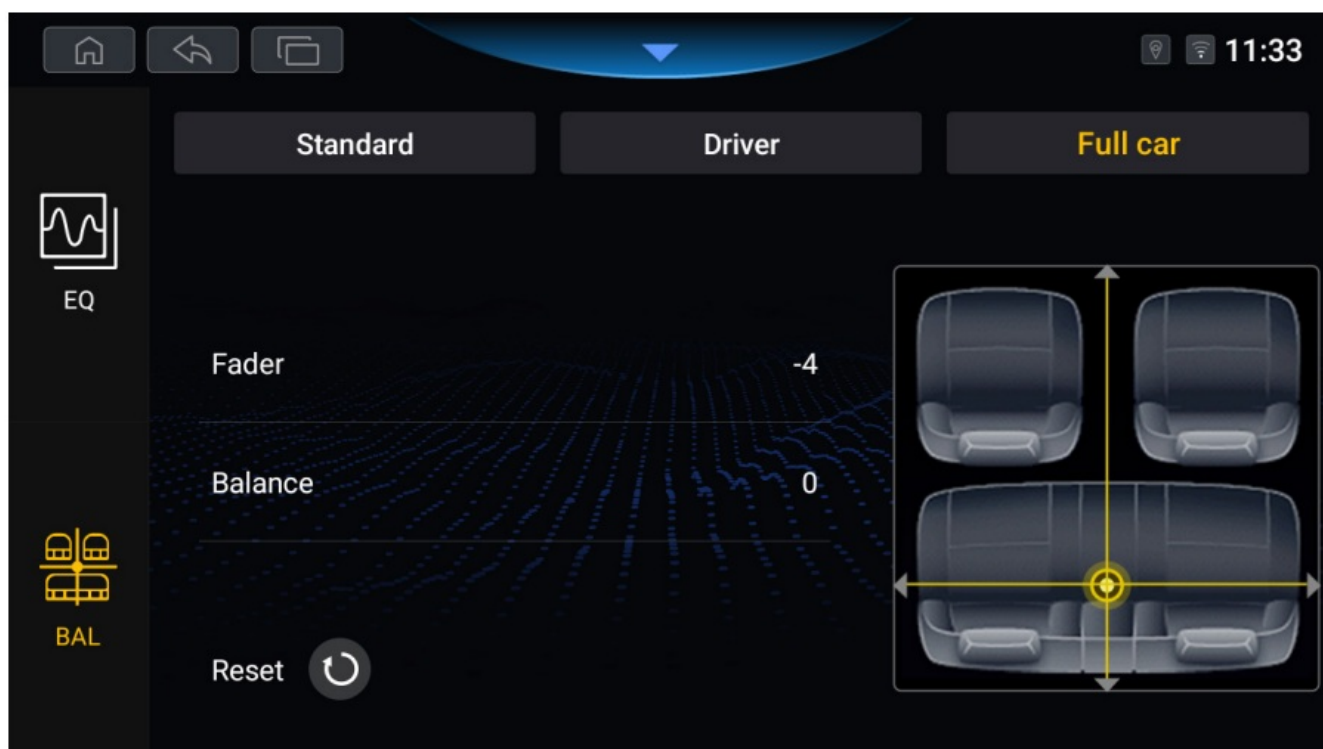 11:33
Standard
Driver
Full car
EQ
Fader
-4
Balance
0
BAL
Reset